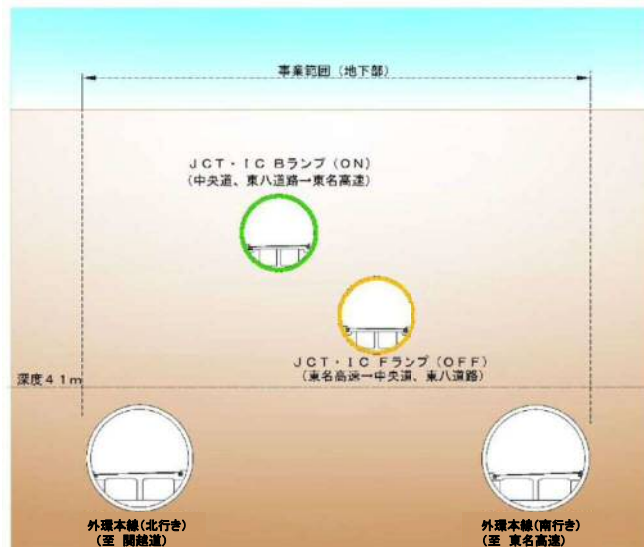 事業範囲（地下部）
ＪＣＴ・ＩＣ Ｂランプ（ＯＮ）
（中央道、東八道路→東名高速）
ＪＣＴ・ＩＣ Ｆランプ（ＯＦＦ）
（東名高速→中央道、東八道路）
深度４１ｍ
外環本線（北行き）
（至 関越道）
外環本線（南行き）
（至 東名高速）